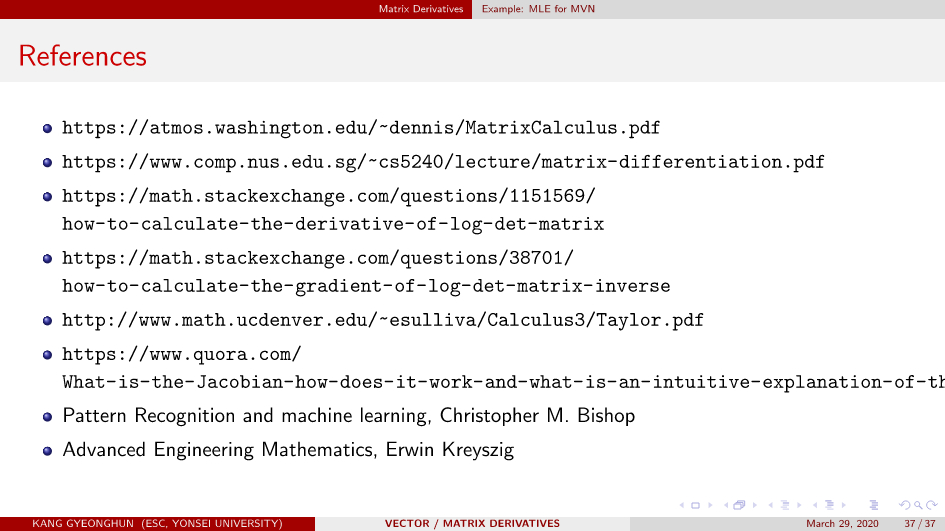 Matrix Derivatives Example: MLE for MVN
References
https://atmos.washington.edu/~dennis/MatrixCalculus.pdf
https://www.comp.nus.edu.sg/~cs5240/lecture/matrix-differentiation.pdf
https://math.stackexchange.com/questions/1151569/
how-to-calculate-the-derivative-of-log-det-matrix
https://math.stackexchange.com/questions/38701/
how-to-calculate-the-gradient-of-log-det-matrix-inverse
http://www.math.ucdenver.edu/~esulliva/Calculus3/Taylor.pdf
https://www.quora.com/
What-is-the-Jacobian-how-does-it-work-and-what-is-an-intuitive-explanation-of-th
Pattern Recognition and machine learning, Christopher M. Bishop
Advanced Engineering Mathematics, Erwin Kreyszig
KANG GYEONGHUN (ESC, YONSEI UNIVERSITY) VECTOR / MATRIX DERIVATIVES March 29, 2020 37 / 37